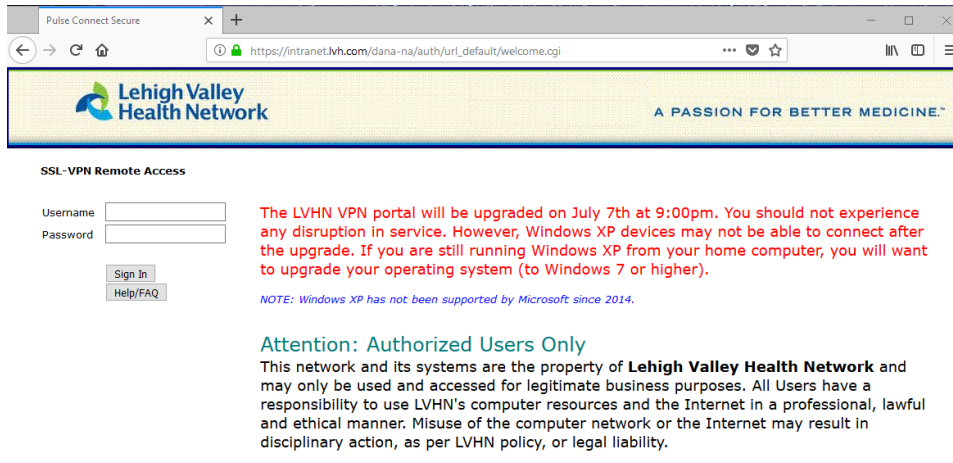 Pulse Connect Secure
https://intranet.lvh.com/dana-na/auth/url_default/welcome.cgi
Lehigh Valley
Health Network
A PASSION FOR BETTER MEDICINE.™
SSL-VPN Remote Access
Username
Password
Sign In
Help/FAQ
The LVHN VPN portal will be upgraded on July 7th at 9:00pm. You should not experience
any disruption in service. However, Windows XP devices may not be able to connect after
the upgrade. If you are still running Windows XP from your home computer, you will want
to upgrade your operating system (to Windows 7 or higher).
NOTE: Windows XP has not been supported by Microsoft since 2014.
Attention: Authorized Users Only
This network and its systems are the property of Lehigh Valley Health Network and
may only be used and accessed for legitimate business purposes. All Users have a
responsibility to use LVHN's computer resources and the Internet in a professional, lawful
and ethical manner. Misuse of the computer network or the Internet may result in
disciplinary action, as per LVHN policy, or legal liability.